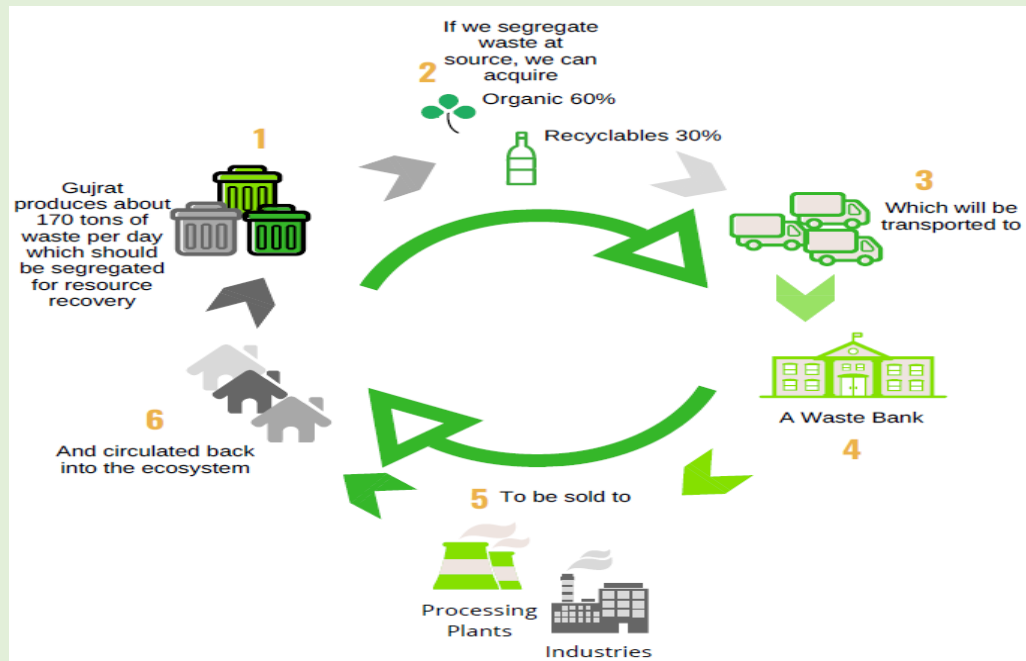 1
Gujrat
produces about
170 tons of
waste per day
which should
be segregated
for resource
recovery
If we segregate
waste at
source, we can
acquire
2
Organic 60%
Recyclables 30%
3
Which will be
transported to
A Waste Bank
4
5 To be sold to
Processing
Plants
Industries
6
And circulated back
into the ecosystem